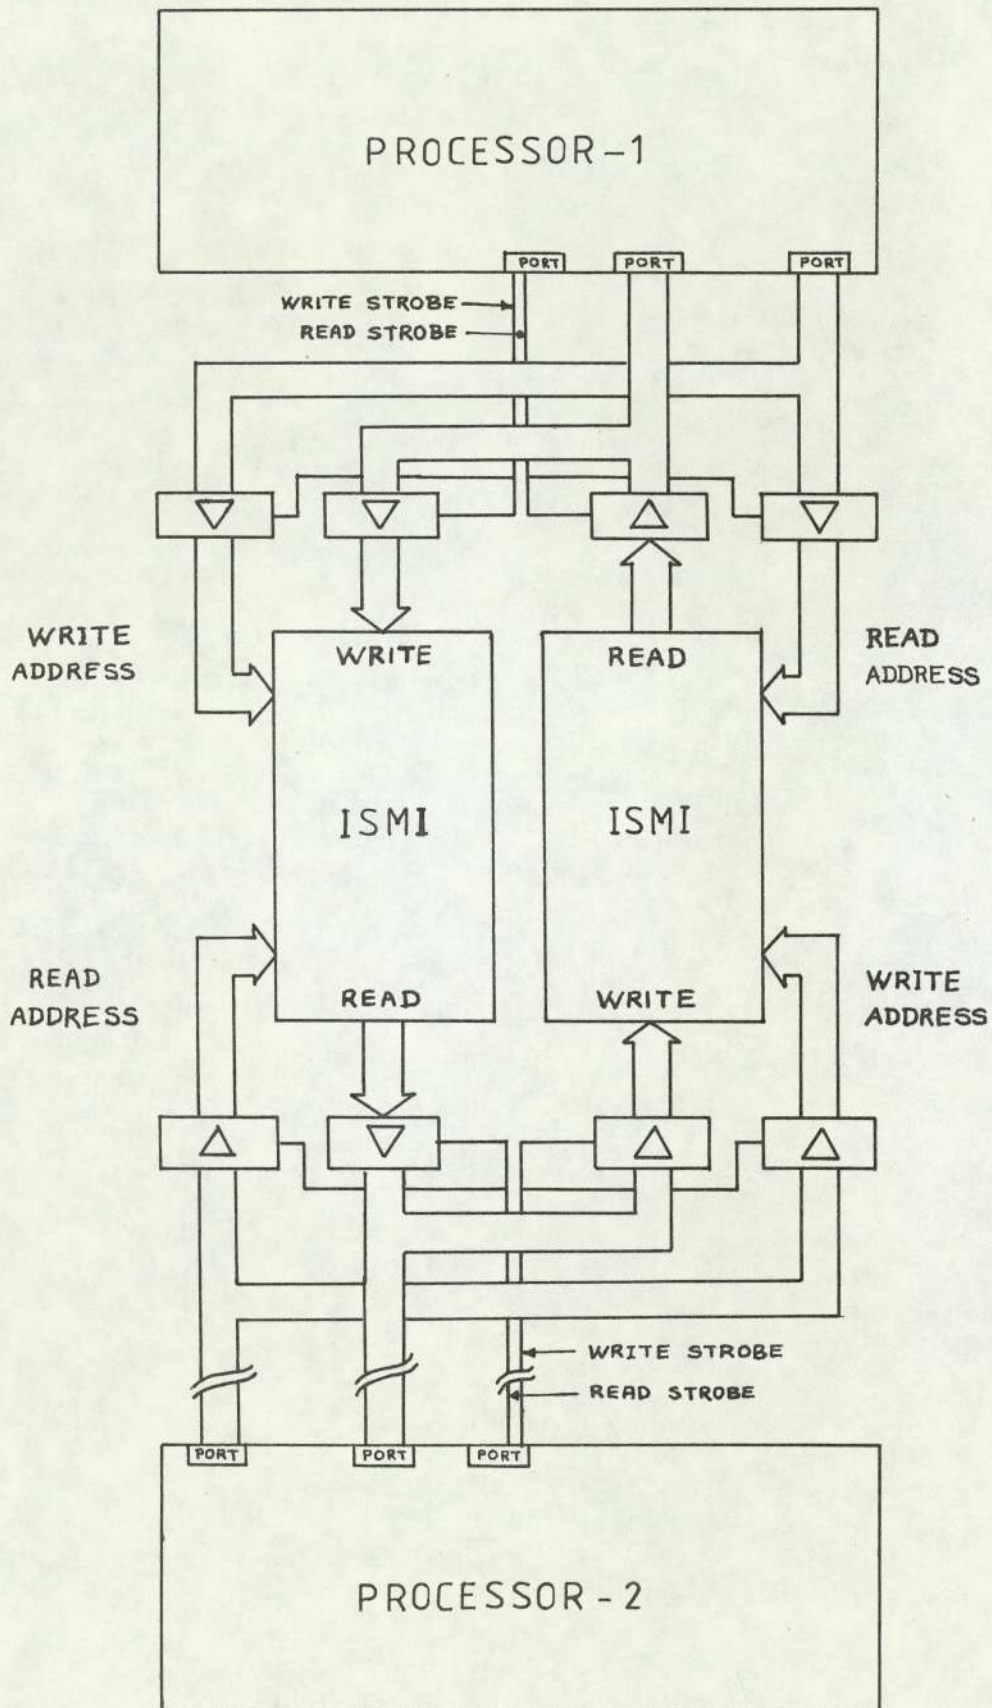 PROCESSOR-1
PORT PORT PORT
WRITE STROBE
READ STROBE
WRITE
ADDRESS
WRITE
READ
READ
ADDRESS
ISMI
ISMI
READ
ADDRESS
READ
WRITE
WRITE
ADDRESS
WRITE STROBE
READ STROBE
PORT PORT PORT
PROCESSOR - 2